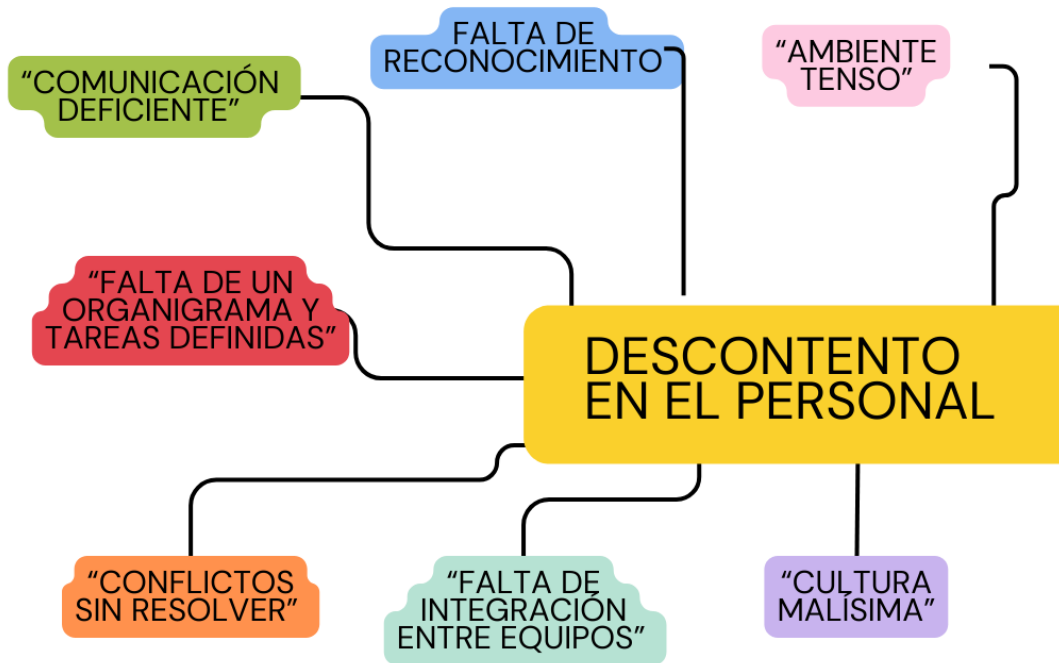 FALTA DE
RECONOCIMIENTO
“AMBIENTE
TENSO”
“COMUNICACIÓN
DEFICIENTE”
“FALTA DE UN
ORGANIGRAMA Y
TAREAS DEFINIDAS”
DESCONTENTO
EN EL PERSONAL
“CONFLICTOS
SIN RESOLVER”
“FALTA DE
INTEGRACIÓN
ENTRE EQUIPOS”
“CULTURA
MALÍSIMA”